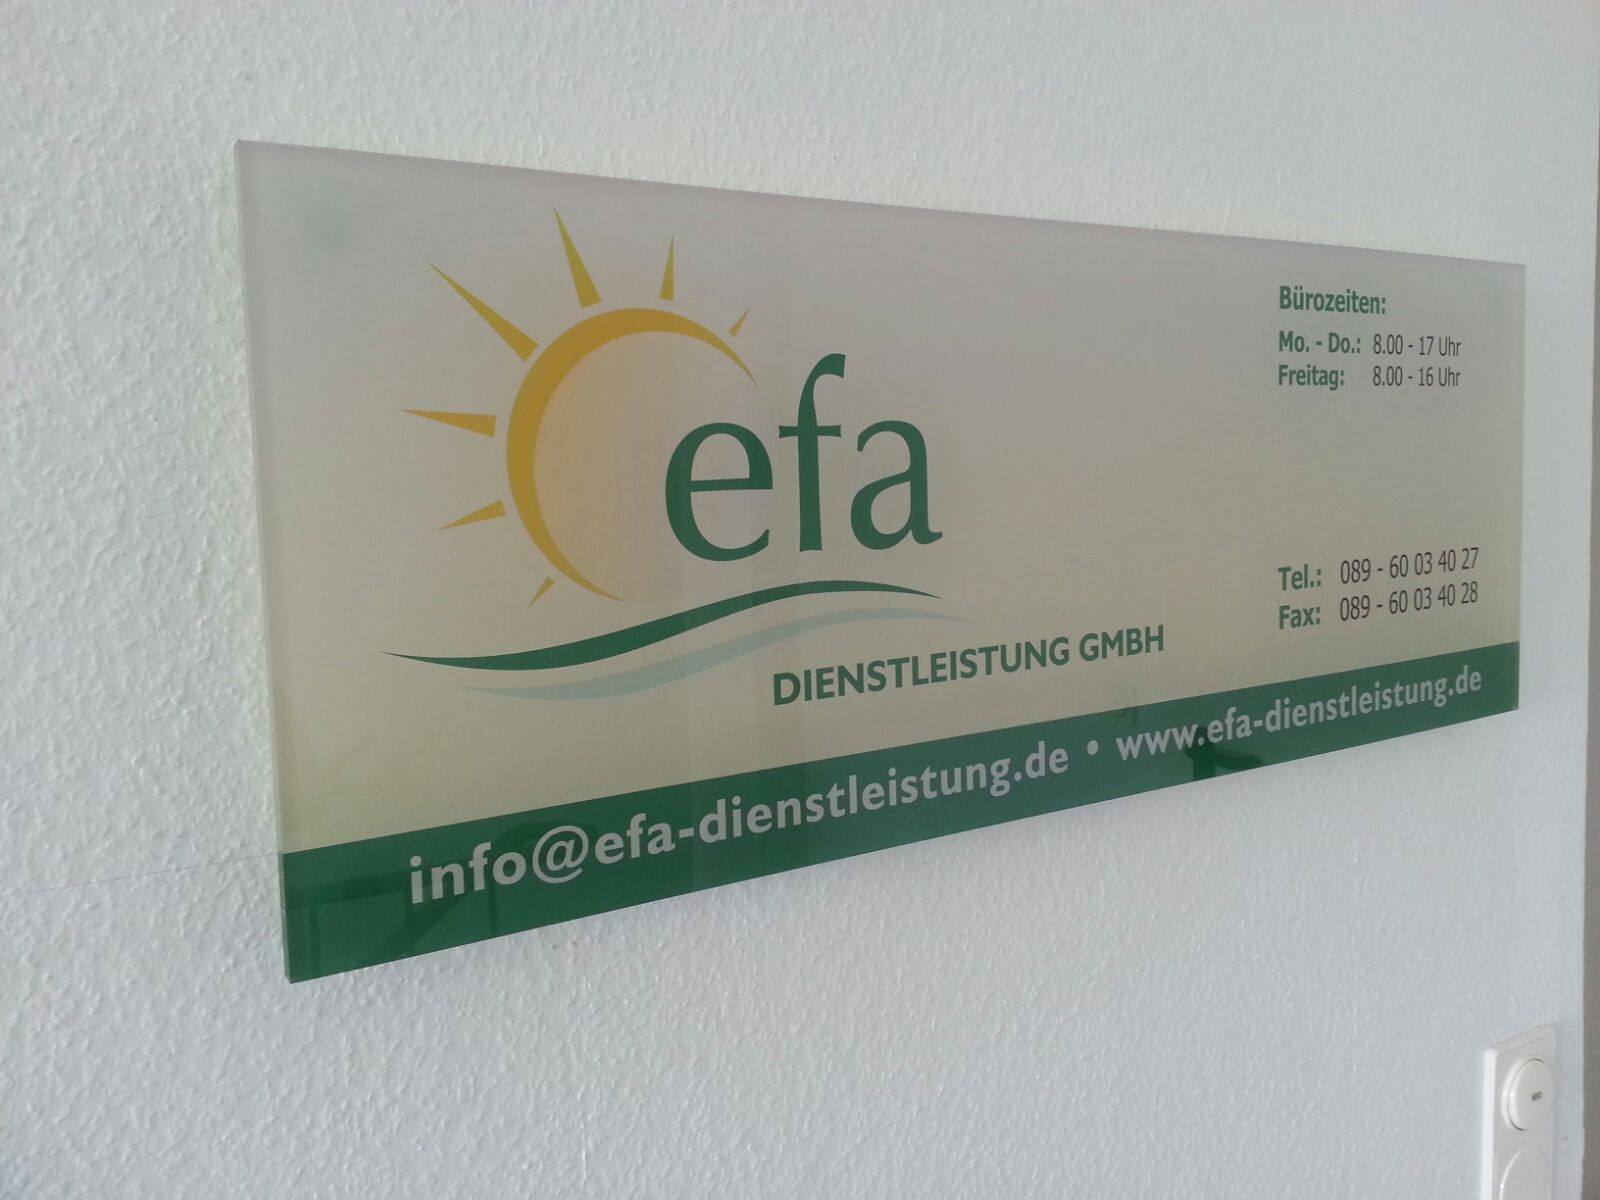 efa
DIENSTLEISTUNG GMBH
Bürozeiten:
Mo. - Do.: 8.00 - 17 Uhr
Freitag: 8.00 - 16 Uhr
Tel.: 089 - 60 03 40 27
Fax: 089 - 60 03 40 28
info@efa-dienstleistung.de • www.efa-dienstleistung.de